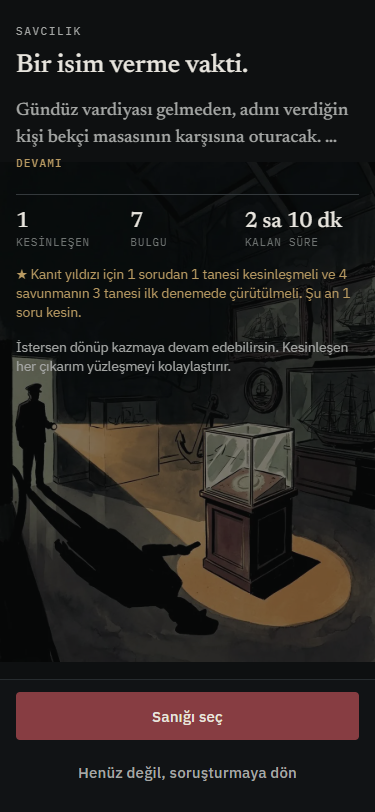 SAVCILIK
Bir isim verme vakti.
Gündüz vardiyası gelmeden, adını verdiğin
kişi bekçi masasının karşısına oturacak. ...
DEVAMI
1
KESİNLEŞEN
7
BULGU
2 sa 10 dk
KALAN SÜRE
★ Kanıt yıldızı için 1 sorudan 1 tanesi kesinleşmeli ve 4
savunmanın 3 tanesi ilk denemede çürütülmeli. Şu an 1
soru kesin.
İstersen dönüp kazmaya devam edebilirsin. Kesinleşen
her çıkarım yüzleşmeyi kolaylaştırır.
Sanığı seç
Henüz değil, soruşturmaya dön